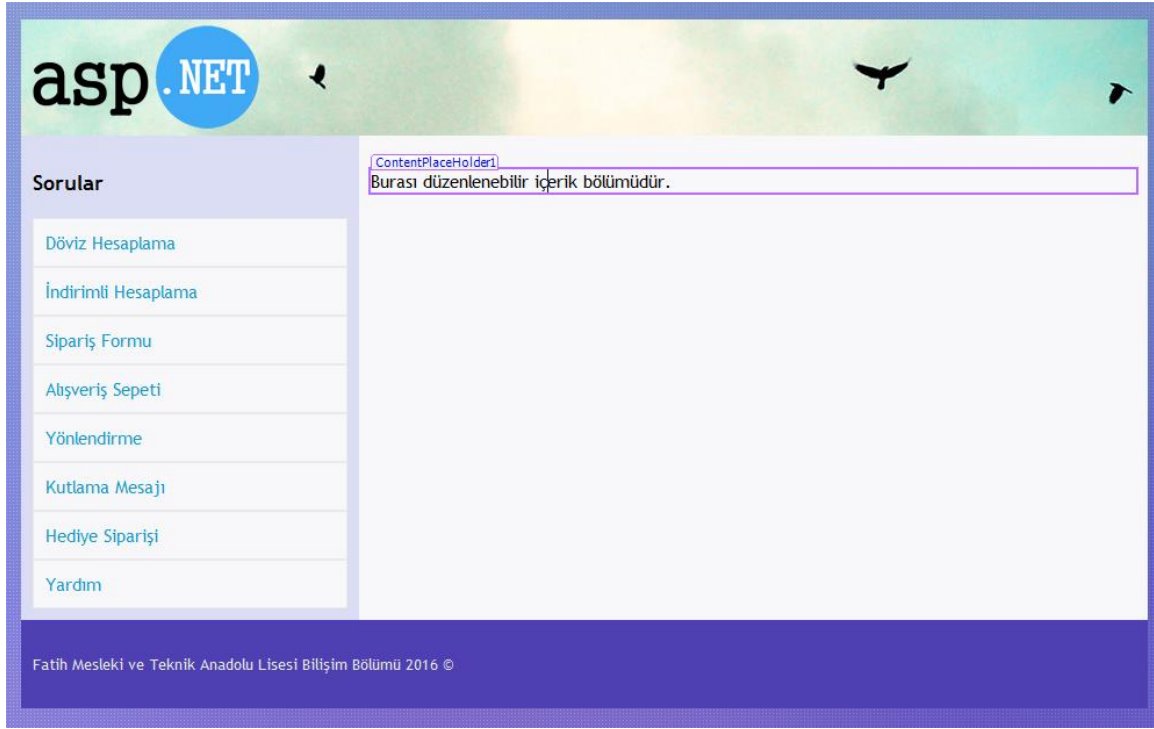 asp.NET
Sorular
Döviz Hesaplama
İndirimli Hesaplama
Sipariş Formu
Alışveriş Sepeti
Yönlendirme
Kutlama Mesajı
Hediye Siparişi
Yardım
ContentPlaceHolder1
Burası düzenlenebilir içerik bölümüdür.
Fatih Mesleki ve Teknik Anadolu Lisesi Bilişim Bölümü 2016 ©